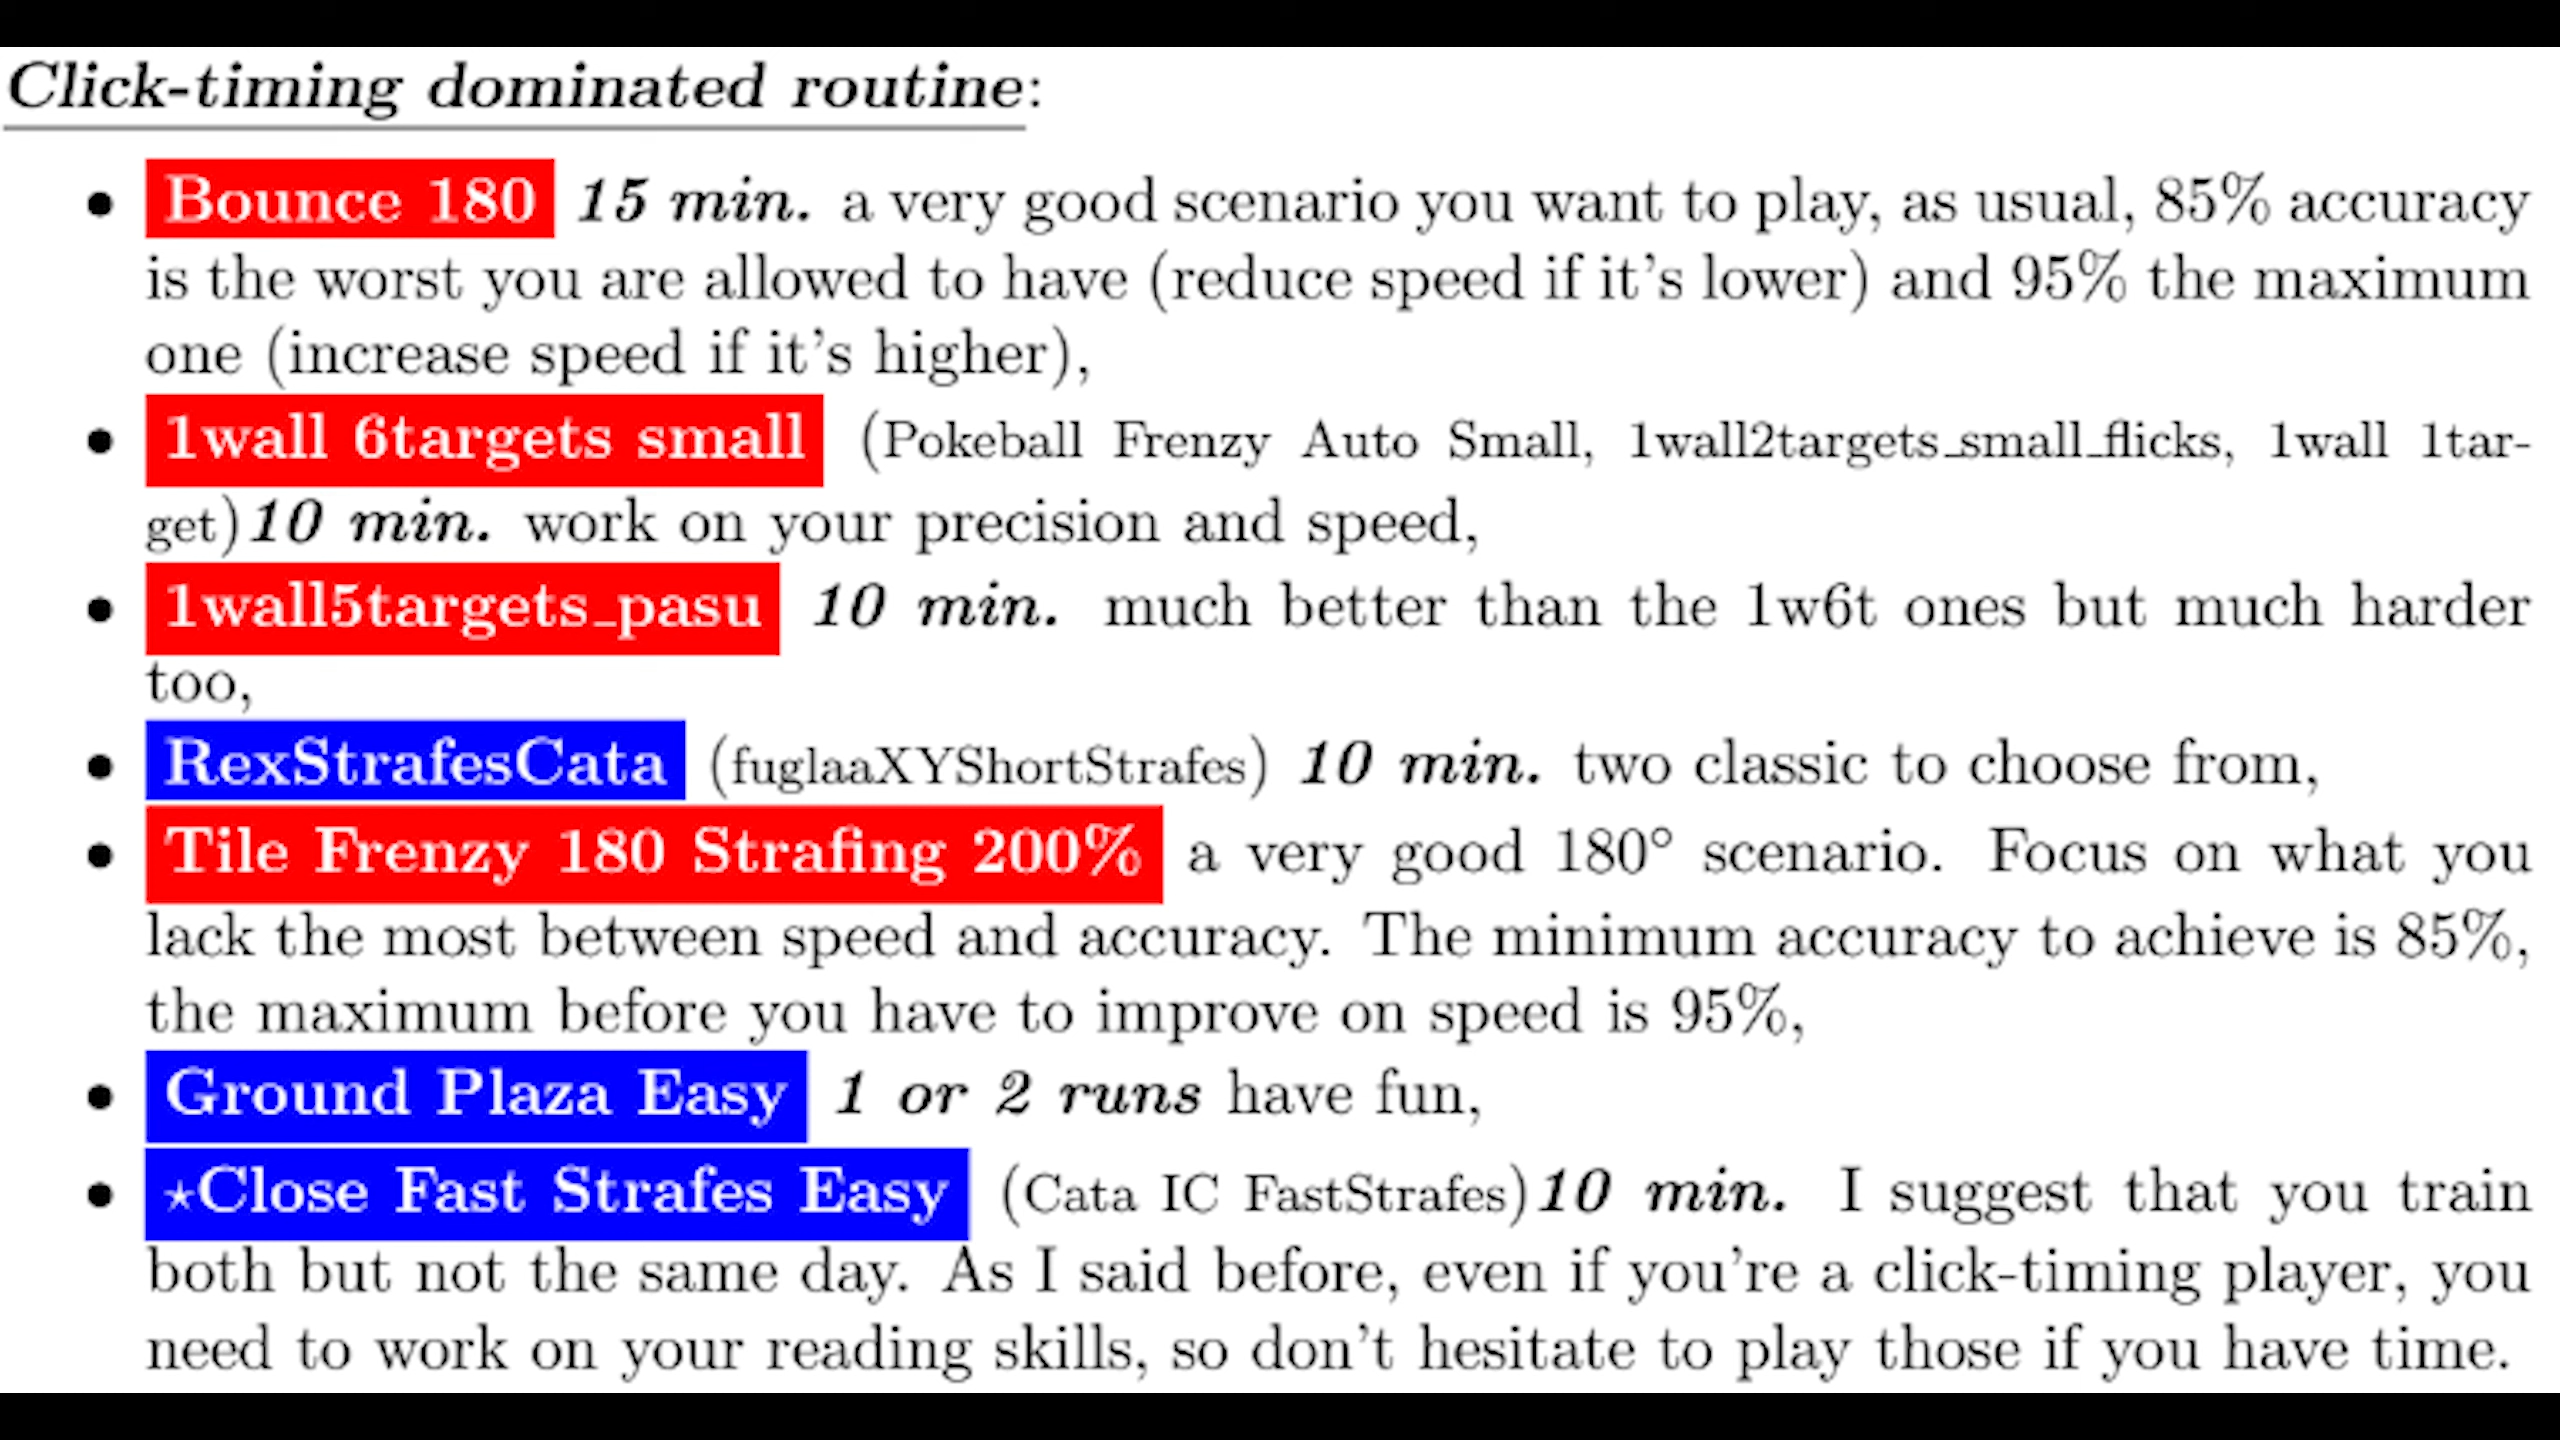 Click-timing dominated routine:
• Bounce 180 15 min. a very good scenario you want to play, as usual, 85% accuracy
is the worst you are allowed to have (reduce speed if it's lower) and 95% the maximum
one (increase speed if it's higher),
• 1wall 6targets small (Pokeball Frenzy Auto Small, 1wall2targets_small_flicks, 1wall 1tar-
get)10 min. work on your precision and speed,
• 1wall5targets_pasu 10 min. much better than the 1w6t ones but much harder
too,
• RexStrafesCata (fuglaaXYShortStrafes) 10 min. two classic to choose from,
• Tile Frenzy 180 Strafing 200% a very good 180° scenario. Focus on what you
lack the most between speed and accuracy. The minimum accuracy to achieve is 85%,
the maximum before you have to improve on speed is 95%,
• Ground Plaza Easy 1 or 2 runs have fun,
• ⋆Close Fast Strafes Easy (Cata IC FastStrafes)10 min. I suggest that you train
both but not the same day. As I said before, even if you're a click-timing player, you
need to work on your reading skills, so don't hesitate to play those if you have time.